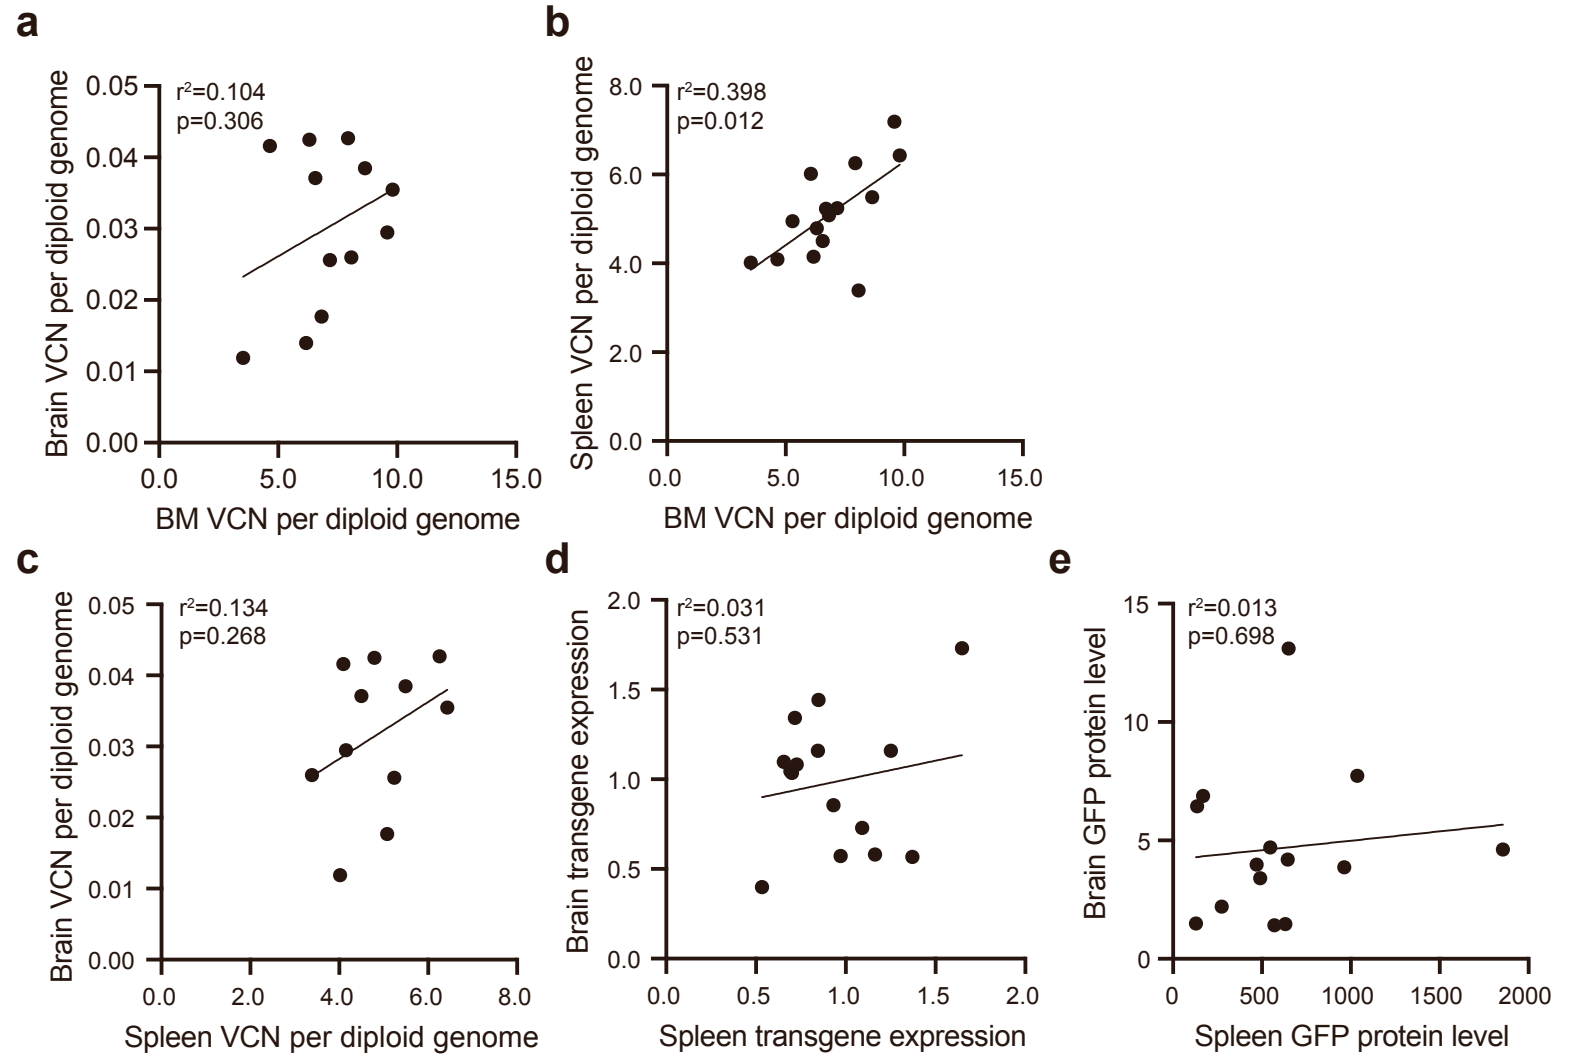 a
r²=0.104
p=0.306
Brain VCN per diploid genome
0.05
0.04
0.03
0.02
0.01
0.00
0.0 5.0 10.0 15.0
BM VCN per diploid genome
b
r²=0.398
p=0.012
Spleen VCN per diploid genome
8.0
6.0
4.0
2.0
0.0
0.0 5.0 10.0 15.0
BM VCN per diploid genome
c
r²=0.134
p=0.268
Brain VCN per diploid genome
0.05
0.04
0.03
0.02
0.01
0.00
0.0 2.0 4.0 6.0 8.0
Spleen VCN per diploid genome
d
r²=0.031
p=0.531
Brain transgene expression
2.0
1.5
1.0
0.5
0.0
0.0 0.5 1.0 1.5 2.0
Spleen transgene expression
e
r²=0.013
p=0.698
Brain GFP protein level
15
10
5
0
0 500 1000 1500 2000
Spleen GFP protein level